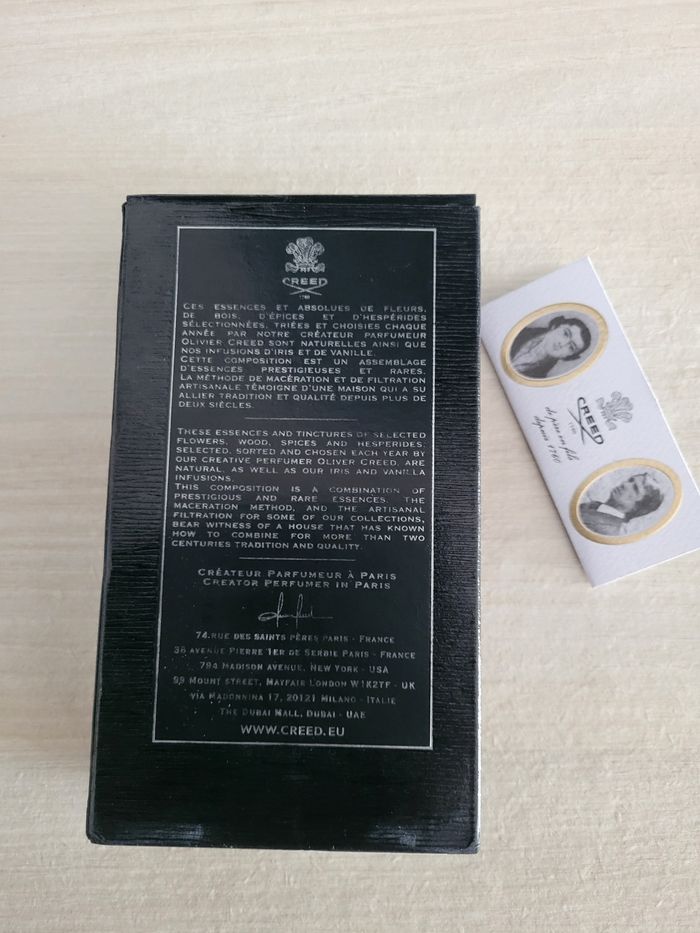 CREED
1760
CES ESSENCES ET ABSOLUES DE FLEURS,
DE BOIS, D'ÉPICES ET D'HESPÉRIDES
SÉLECTIONNÉES, TRIÉES ET CHOISIES CHAQUE
ANNÉE PAR NOTRE CRÉATEUR PARFUMEUR
OLIVIER CREED SONT NATURELLES AINSI QUE
NOS INFUSIONS D'IRIS ET DE VANILLE.
CETTE COMPOSITION EST UN ASSEMBLAGE
D'ESSENCES PRESTIGIEUSES ET RARES.
LA MÉTHODE DE MACÉRATION ET DE FILTRATION
ARTISANALE TÉMOIGNE D'UNE MAISON QUI A SU
ALLIER TRADITION ET QUALITÉ DEPUIS PLUS DE
DEUX SIÈCLES.
THESE ESSENCES AND TINCTURES OF SELECTED
FLOWERS, WOOD, SPICES AND HESPERIDES,
SELECTED, SORTED AND CHOSEN EACH YEAR BY
OUR CREATIVE PERFUMER OLIVER CREED, ARE
NATURAL, AS WELL AS OUR IRIS AND VANILLA
INFUSIONS.
THIS COMPOSITION IS A COMBINATION OF
PRESTIGIOUS AND RARE ESSENCES. THE
MACERATION METHOD, AND THE ARTISANAL
FILTRATION FOR SOME OF OUR COLLECTIONS,
BEAR WITNESS OF A HOUSE THAT HAS KNOWN
HOW TO COMBINE FOR MORE THAN TWO
CENTURIES TRADITION AND QUALITY.
CRÉATEUR PARFUMEUR À PARIS
CREATOR PERFUMER IN PARIS
74, RUE DES SAINTS PÈRES PARIS - FRANCE
38 AVENUE PIERRE 1ER DE SERBIE PARIS - FRANCE
794 MADISON AVENUE, NEW YORK - USA
99 MOUNT STREET, MAYFAIR LONDON W1K2TF - UK
VIA MADONNINA 17, 20121 MILANO - ITALIE
THE DUBAI MALL, DUBAI - UAE
WWW.CREED.EU
CREED
1760
de père en fils
depuis 1760